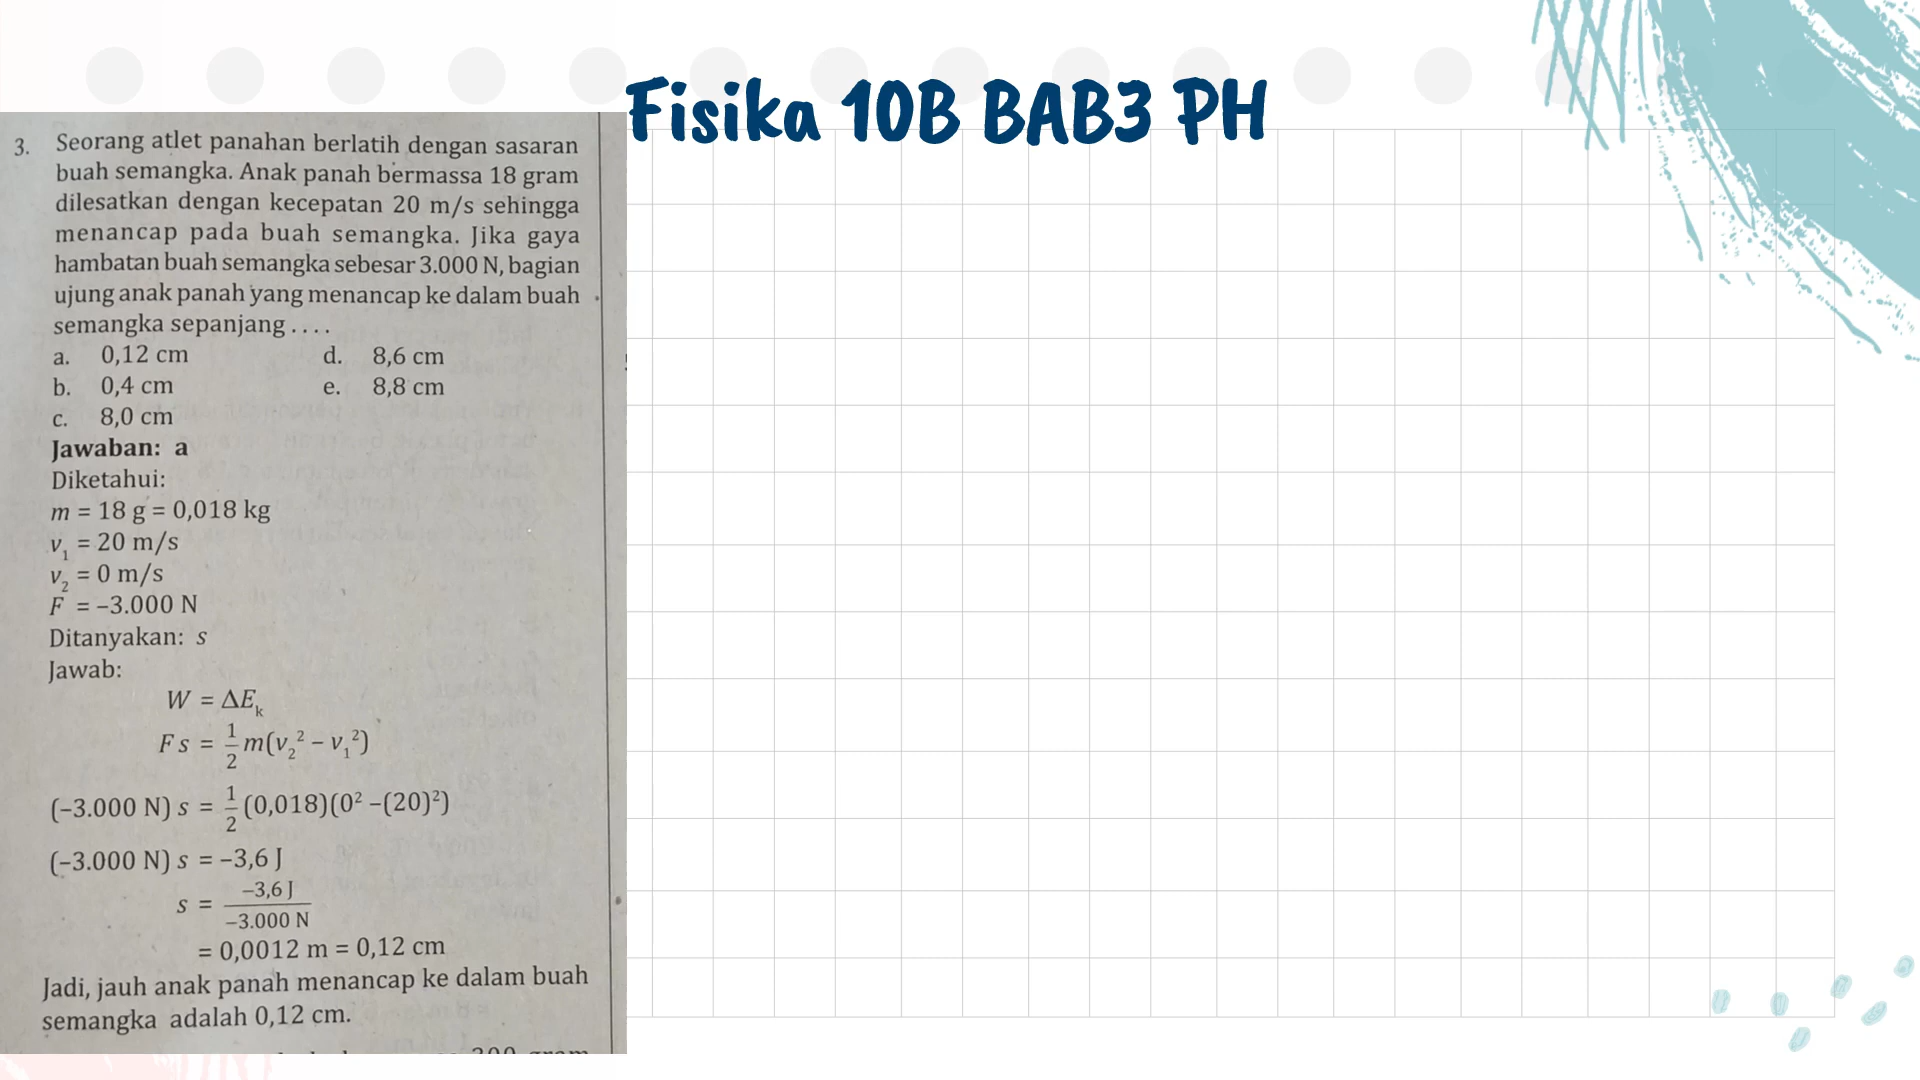 Fisika 10B BAB3 PH
3. Seorang atlet panahan berlatih dengan sasaran
buah semangka. Anak panah bermassa 18 gram
dilesatkan dengan kecepatan 20 m/s sehingga
menancap pada buah semangka. Jika gaya
hambatan buah semangka sebesar 3.000 N, bagian
ujung anak panah yang menancap ke dalam buah
semangka sepanjang . . . .
a. 0,12 cm d. 8,6 cm
b. 0,4 cm e. 8,8 cm
c. 8,0 cm
Jawaban: a
Diketahui:
m = 18 g = 0,018 kg
v₁ = 20 m/s
v₂ = 0 m/s
F = –3.000 N
Ditanyakan: s
Jawab:
W = ΔEₖ
F s = 1/2 m(v₂² – v₁²)
(–3.000 N) s = 1/2 (0,018)(0² –(20)²)
(–3.000 N) s = –3,6 J
s = –3,6 J / –3.000 N
= 0,0012 m = 0,12 cm
Jadi, jauh anak panah menancap ke dalam buah
semangka adalah 0,12 cm.